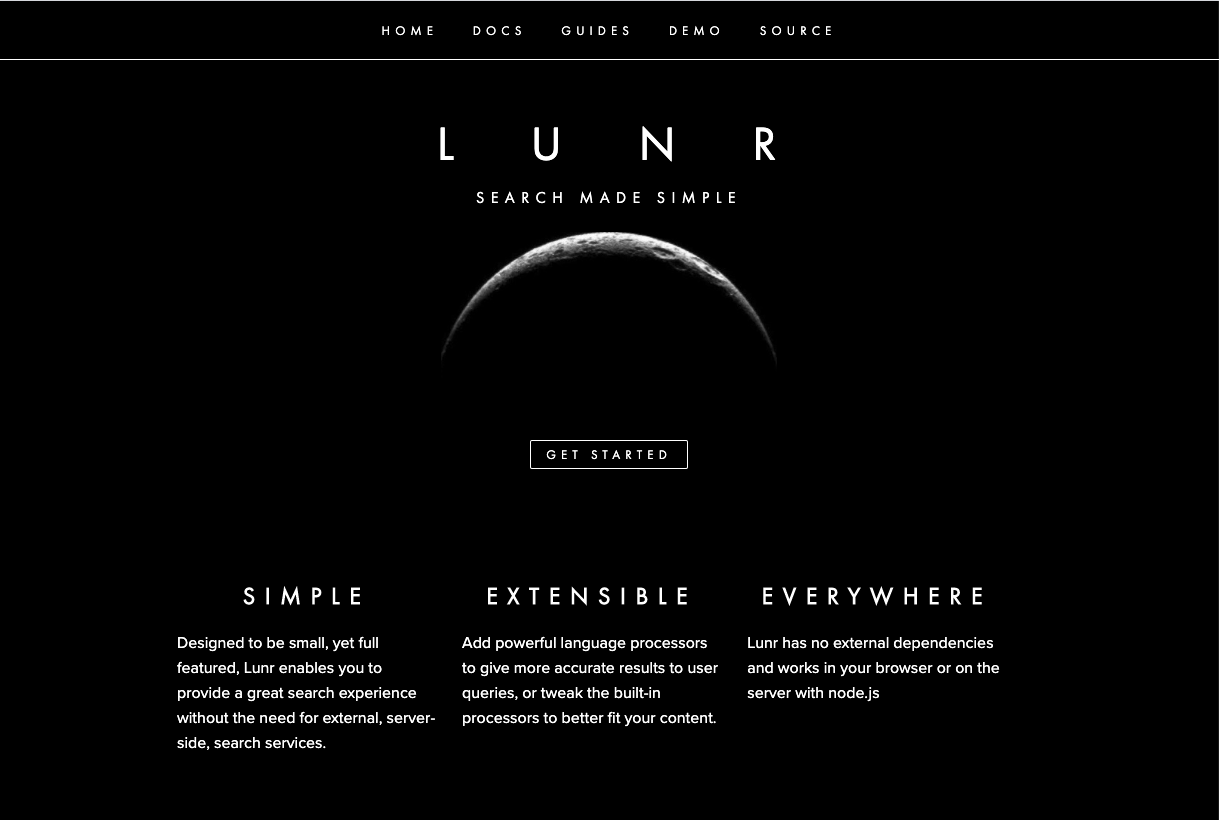 HOME DOCS GUIDES DEMO SOURCE
LUNR
SEARCH MADE SIMPLE
GET STARTED
SIMPLE
Designed to be small, yet full
featured, Lunr enables you to
provide a great search experience
without the need for external, server-
side, search services.
EXTENSIBLE
Add powerful language processors
to give more accurate results to user
queries, or tweak the built-in
processors to better fit your content.
EVERYWHERE
Lunr has no external dependencies
and works in your browser or on the
server with node.js